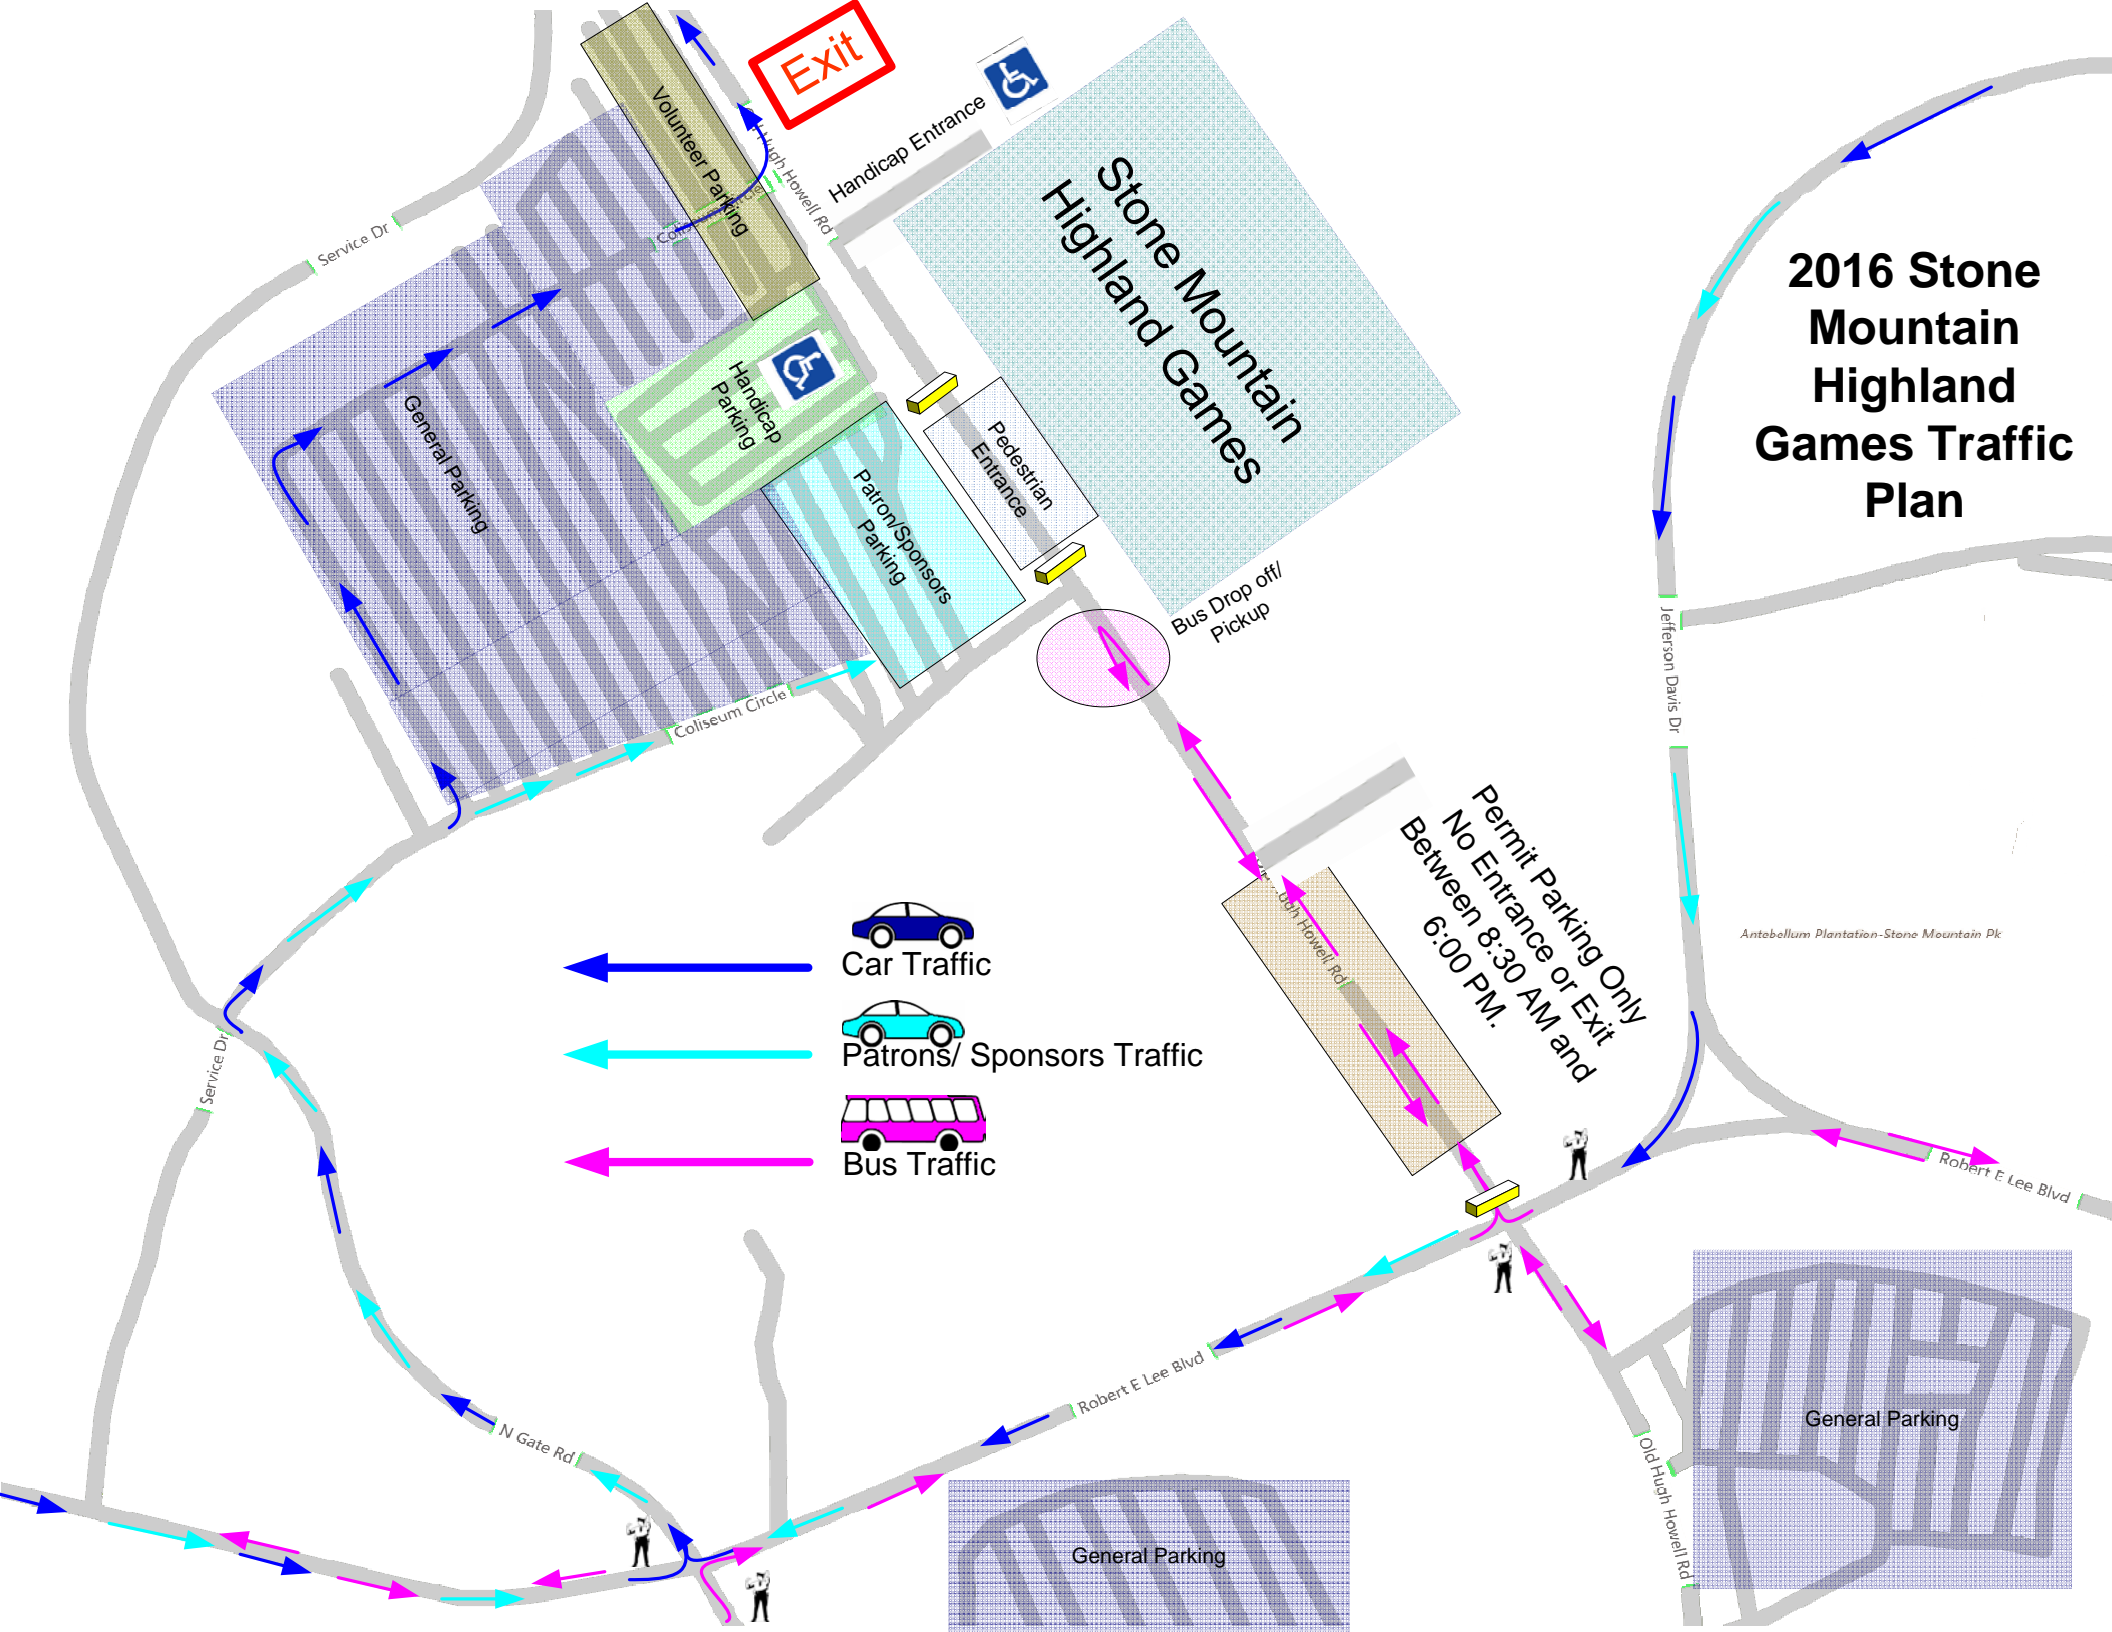 Exit
Volunteer Parking
Hugh Howell Rd
Handicap Entrance
Service Dr
Stone Mountain
Highland Games
2016 Stone
Mountain
Highland
Games Traffic
Plan
General Parking
Handicap
Parking
Patron/Sponsors
Parking
Pedestrian
Entrance
Bus Drop off/
Pickup
Jefferson Davis Dr
Coliseum Circle
Permit Parking Only
No Entrance or Exit
Between 8:30 AM and
6:00 PM.
Hugh Howell Rd
Antebellum Plantation-Stone Mountain Pk
Car Traffic
Patrons/ Sponsors Traffic
Bus Traffic
Service Dr
Robert E Lee Blvd
Robert E Lee Blvd
N Gate Rd
General Parking
Old Hugh Howell Rd
General Parking